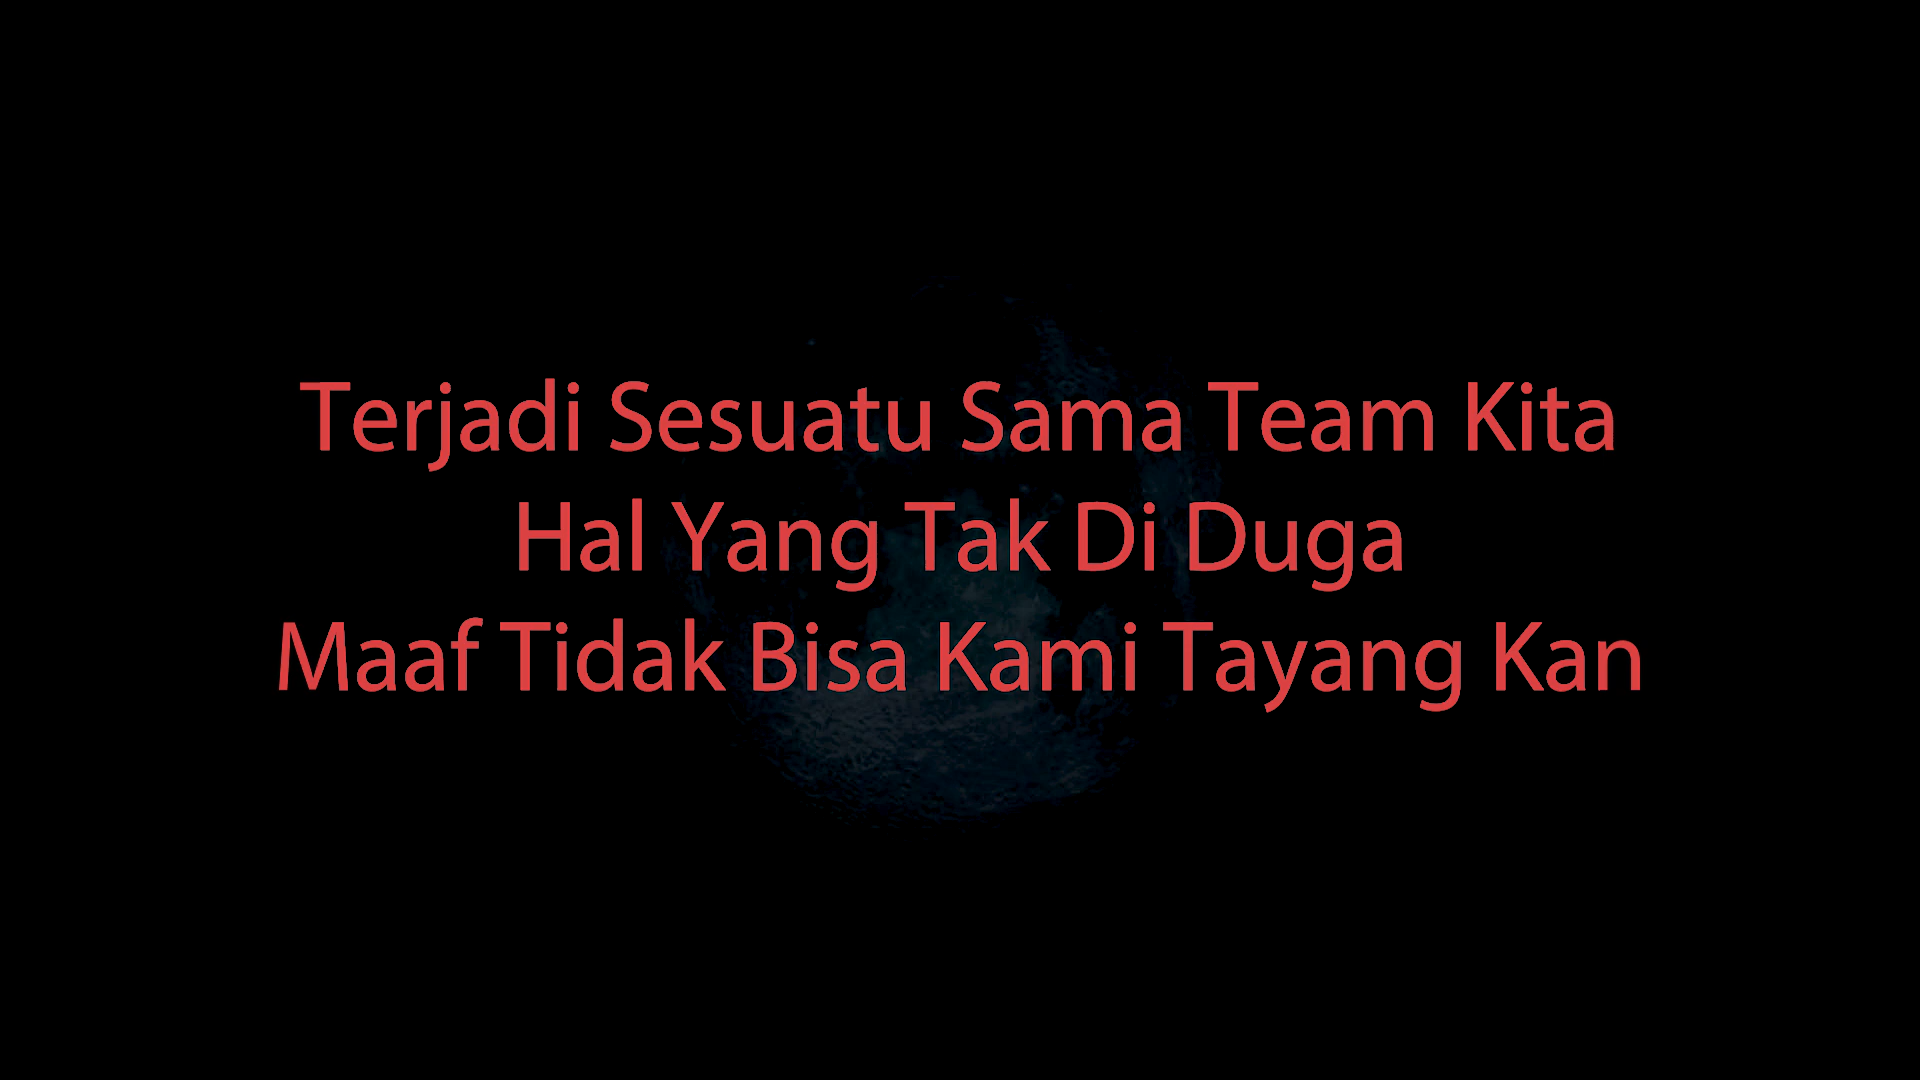 Terjadi Sesuatu Sama Team Kita
Hal Yang Tak Di Duga
Maaf Tidak Bisa Kami Tayang Kan